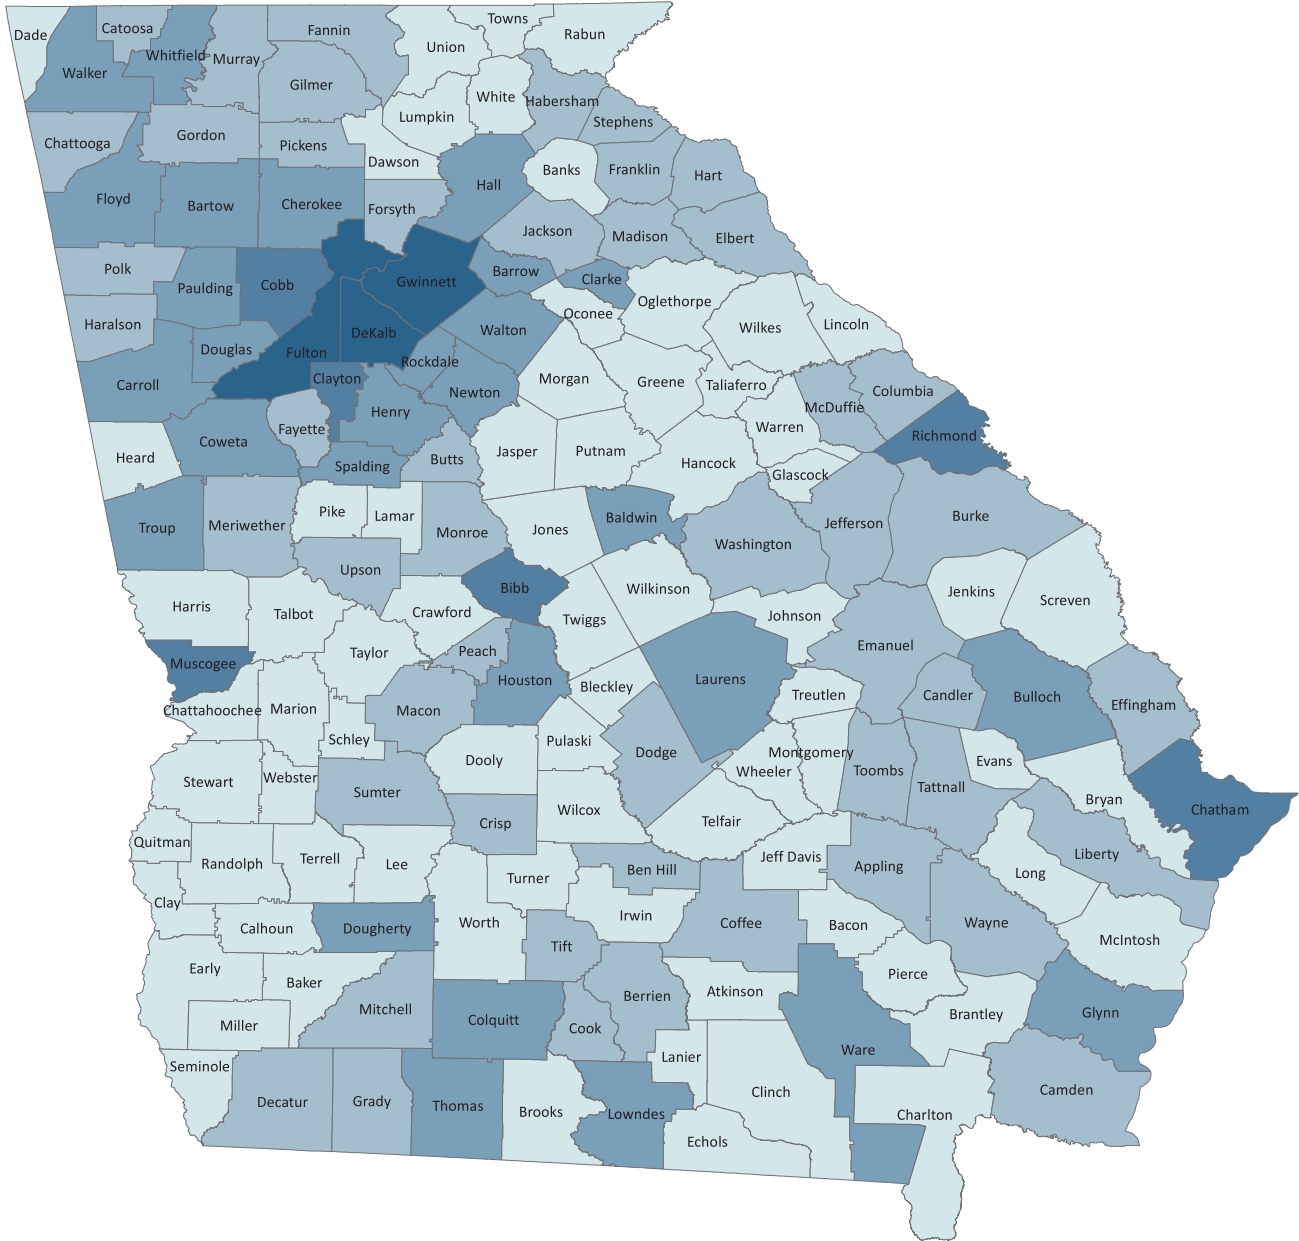 Dade
Catoosa
Fannin
Towns
Union
Rabun
Walker
Whitfield
Murray
Gilmer
White
Habersham
Lumpkin
Stephens
Chattooga
Gordon
Pickens
Dawson
Banks
Franklin
Hart
Floyd
Bartow
Cherokee
Forsyth
Hall
Jackson
Madison
Elbert
Polk
Paulding
Cobb
Gwinnett
Barrow
Clarke
Oglethorpe
Haralson
Oconee
Wilkes
Lincoln
Douglas
Fulton
DeKalb
Walton
Rockdale
Carroll
Clayton
Newton
Morgan
Greene
Taliaferro
Columbia
McDuffie
Henry
Fayette
Coweta
Warren
Richmond
Heard
Spalding
Butts
Jasper
Putnam
Hancock
Glascock
Troup
Meriwether
Pike
Lamar
Monroe
Jones
Baldwin
Washington
Jefferson
Burke
Upson
Bibb
Wilkinson
Jenkins
Screven
Harris
Talbot
Crawford
Twiggs
Johnson
Emanuel
Muscogee
Taylor
Peach
Houston
Bleckley
Laurens
Treutlen
Candler
Bulloch
Effingham
Chattahoochee
Marion
Macon
Schley
Pulaski
Dodge
Wheeler
Montgomery
Toombs
Tattnall
Evans
Stewart
Webster
Dooly
Sumter
Bryan
Chatham
Crisp
Wilcox
Telfair
Quitman
Randolph
Terrell
Lee
Turner
Ben Hill
Jeff Davis
Appling
Long
Liberty
Clay
Calhoun
Dougherty
Worth
Irwin
Coffee
Bacon
Wayne
McIntosh
Tift
Early
Baker
Mitchell
Berrien
Atkinson
Pierce
Miller
Colquitt
Cook
Brantley
Glynn
Seminole
Lanier
Ware
Decatur
Grady
Thomas
Brooks
Lowndes
Clinch
Charlton
Camden
Echols